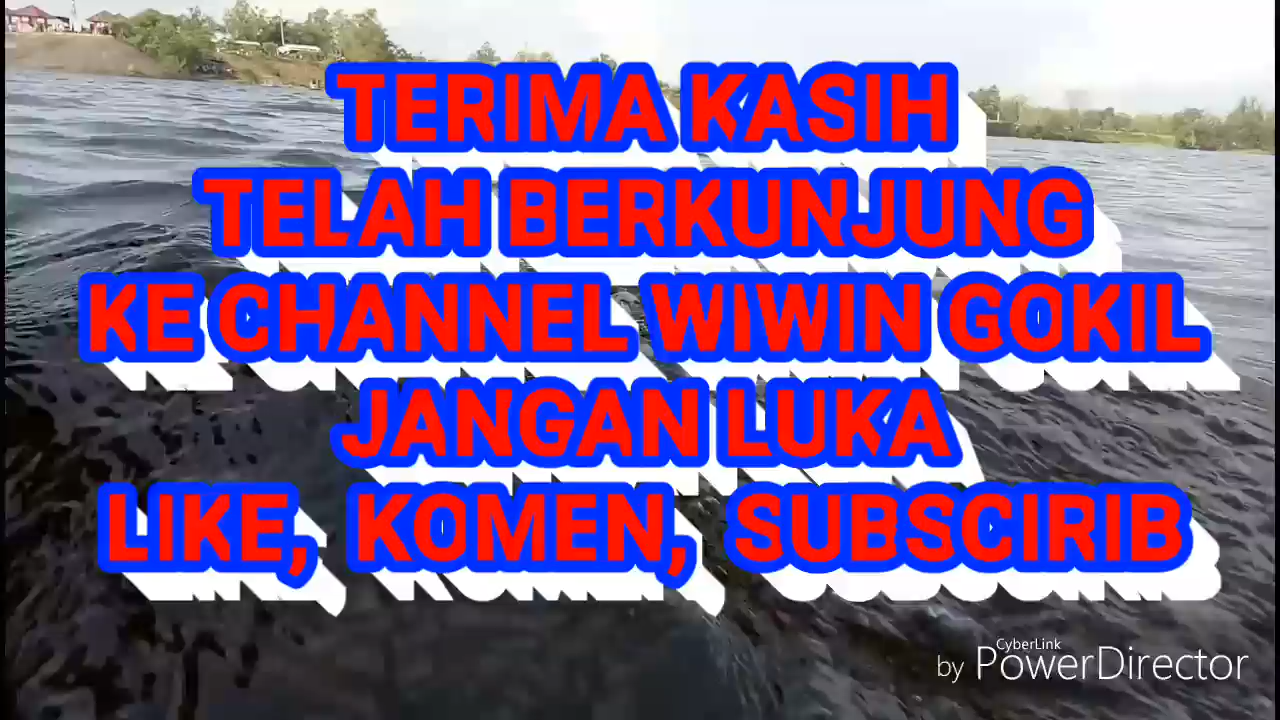 TERIMA KASIH
TELAH BERKUNJUNG
KE CHANNEL WIWIN GOKIL
JANGAN LUKA
LIKE, KOMEN, SUBSCIRIB
CyberLink
by PowerDirector